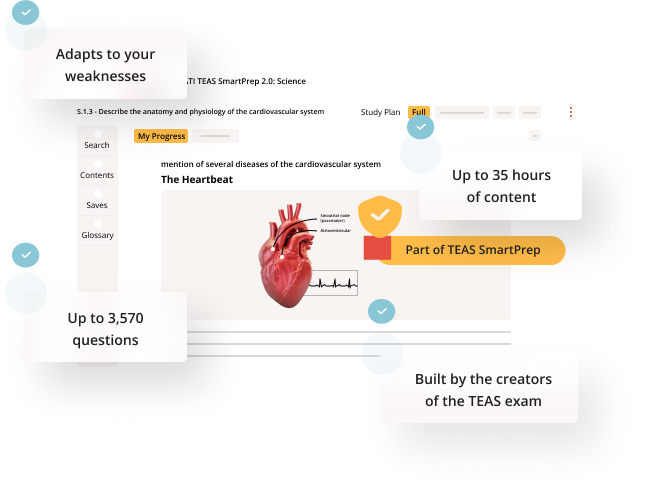 Adapts to your
weaknesses
ATI TEAS SmartPrep 2.0: Science
5.1.3 - Describe the anatomy and physiology of the cardiovascular system
Study Plan
Full
My Progress
Search
Contents
Saves
Glossary
mention of several diseases of the cardiovascular system
The Heartbeat
Up to 35 hours
of content
Sinoatrial node
(pacemaker)
Atrioventricular
Part of TEAS SmartPrep
Up to 3,570
questions
Built by the creators
of the TEAS exam